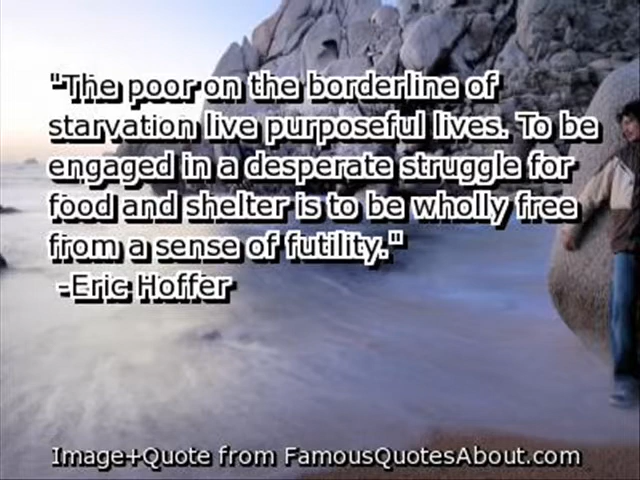 "The poor on the borderline of
starvation live purposeful lives. To be
engaged in a desperate struggle for
food and shelter is to be wholly free
from a sense of futility."
-Eric Hoffer
Image+Quote from FamousQuotesAbout.com